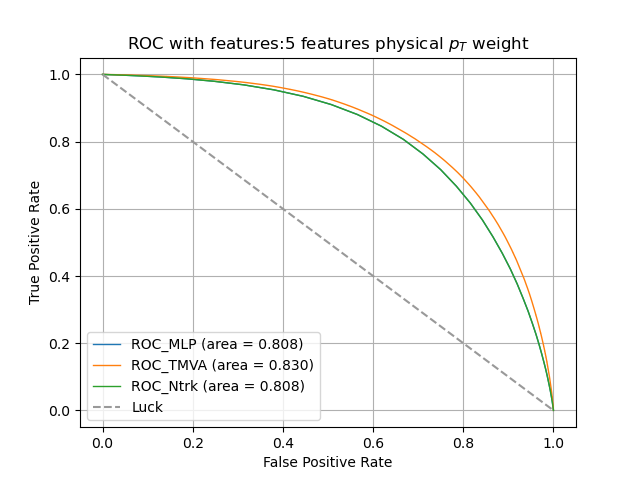 ROC with features:5 features physical $p_T$ weight
True Positive Rate
1.0
0.8
0.6
0.4
0.2
0.0
ROC_MLP (area = 0.808)
ROC_TMVA (area = 0.830)
ROC_Ntrk (area = 0.808)
Luck
0.0 0.2 0.4 0.6 0.8 1.0
False Positive Rate